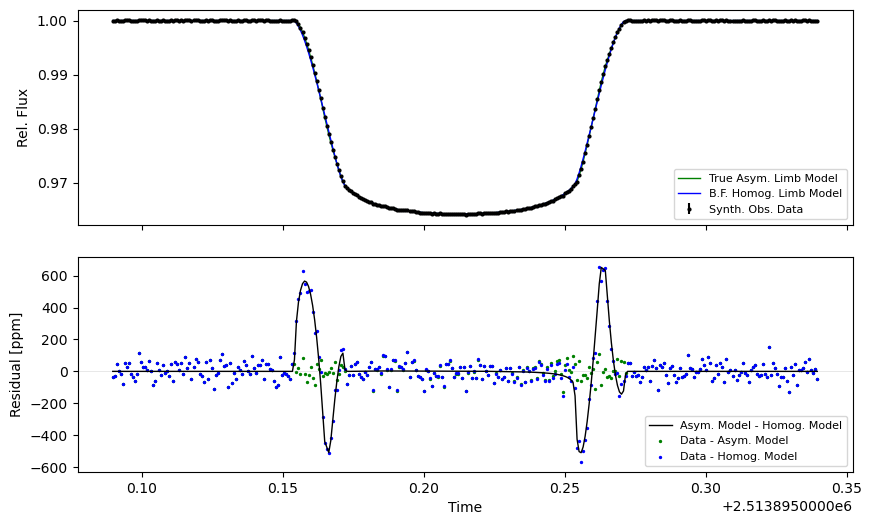 1.00
0.99
0.98
0.97
Rel. Flux
True Asym. Limb Model
B.F. Homog. Limb Model
Synth. Obs. Data
600
400
200
0
−200
−400
−600
Residual [ppm]
Asym. Model - Homog. Model
Data - Asym. Model
Data - Homog. Model
0.10 0.15 0.20 0.25 0.30 0.35
Time
+2.5138950000e6